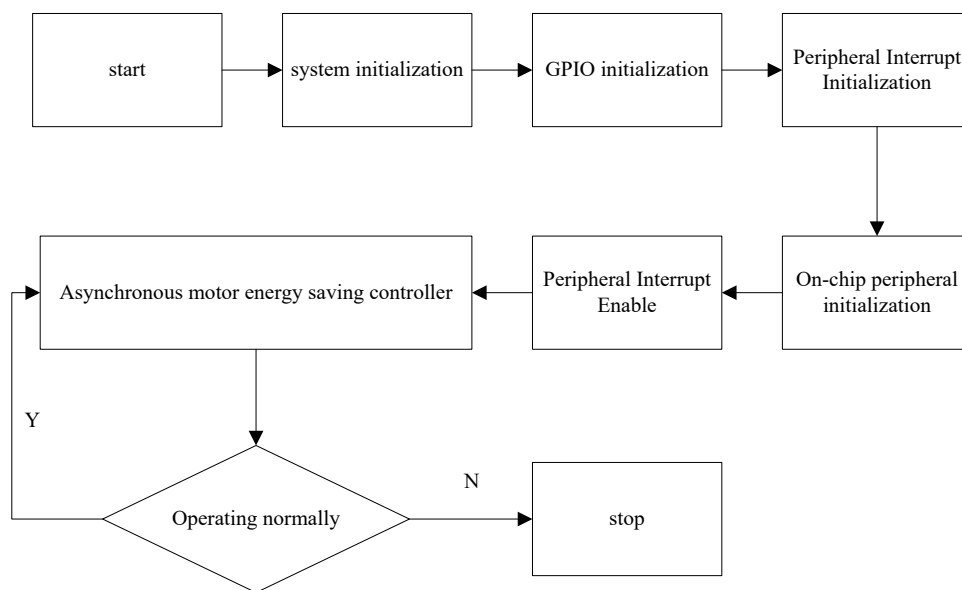 start
system initialization
GPIO initialization
Peripheral Interrupt
Initialization
Asynchronous motor energy saving controller
Peripheral Interrupt
Enable
On-chip peripheral
initialization
Y
N
Operating normally
stop